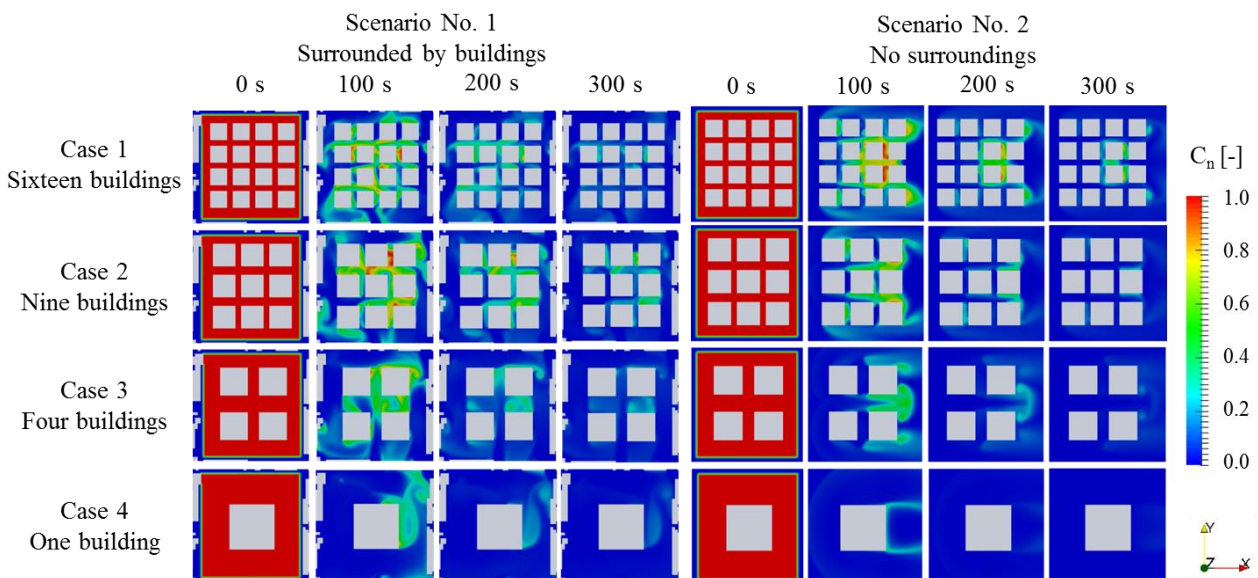 Scenario No. 1
Surrounded by buildings
Scenario No. 2
No surroundings
0 s 100 s 200 s 300 s 0 s 100 s 200 s 300 s
Case 1
Sixteen buildings
Case 2
Nine buildings
Case 3
Four buildings
Case 4
One building
Cn [-]
1.0
0.8
0.6
0.4
0.2
0.0
Y
Z X